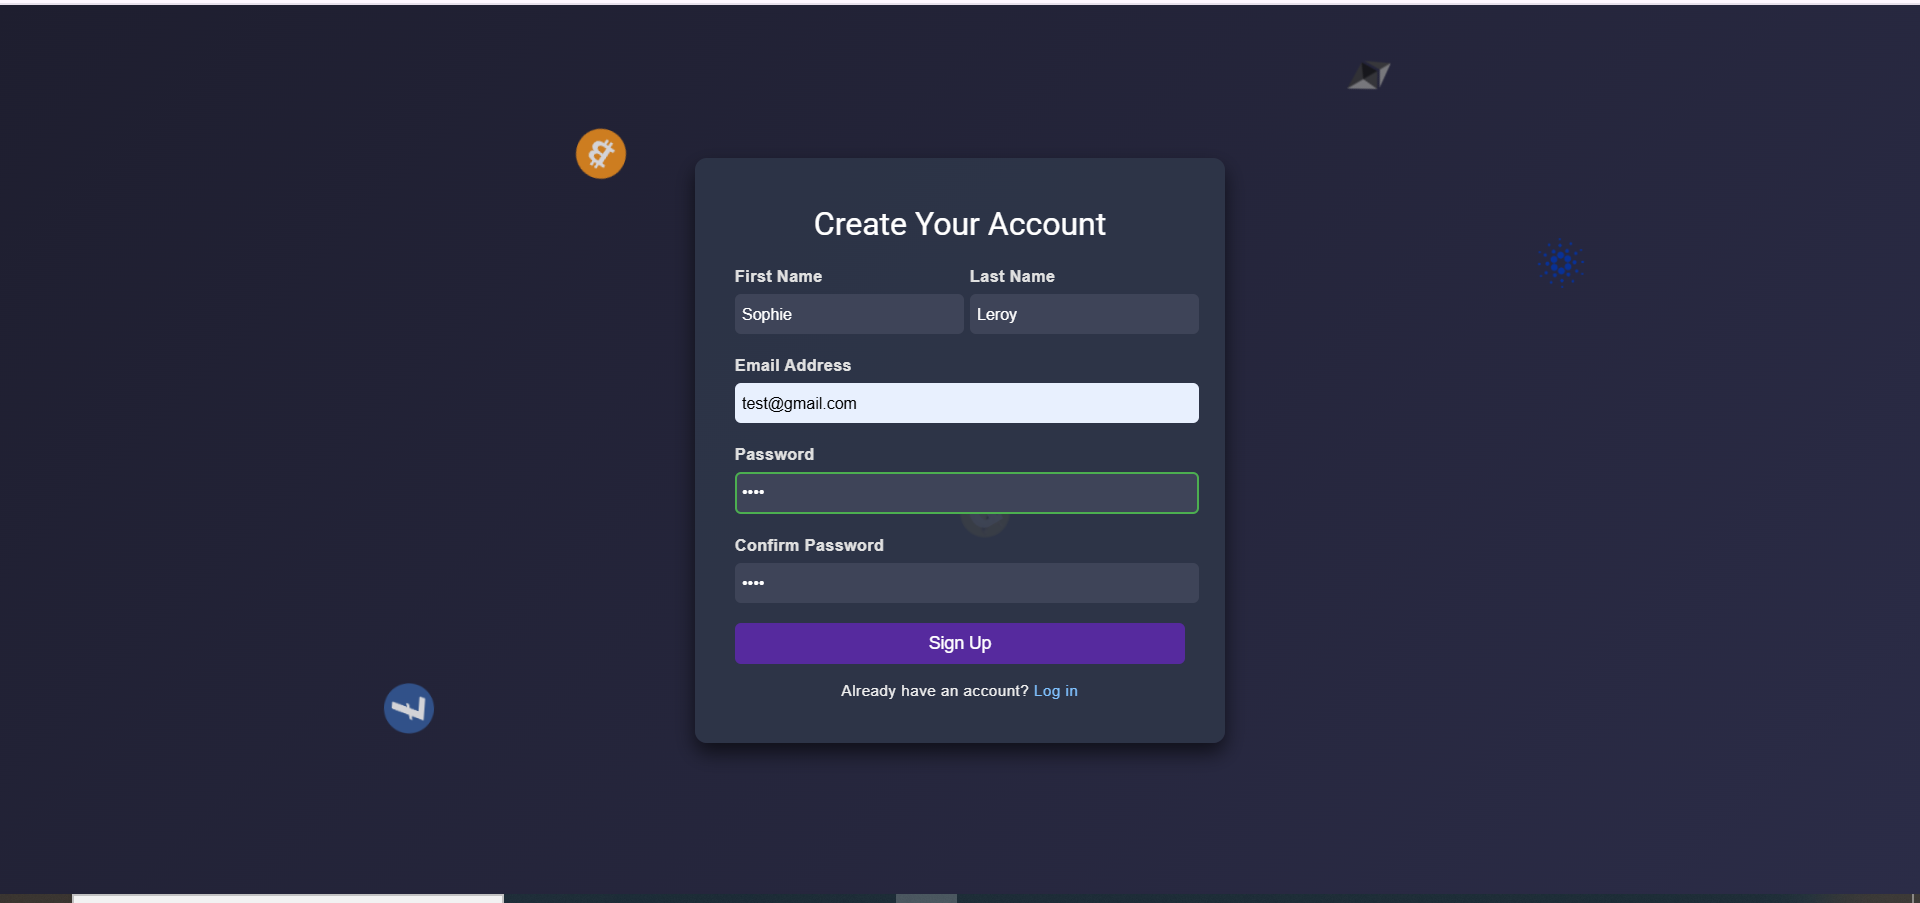 Create Your Account
First Name Last Name
Sophie Leroy
Email Address
test@gmail.com
Password
••••
Confirm Password
••••
Sign Up
Already have an account? Log in